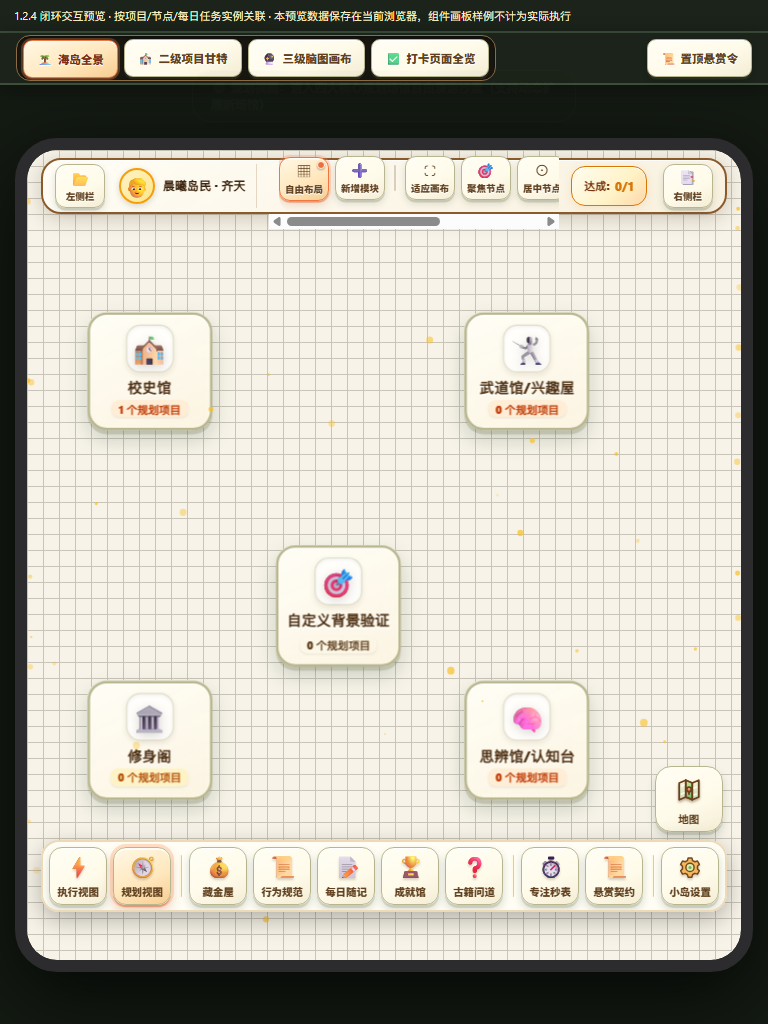 1.2.4 闭环交互预览 · 按项目/节点/每日任务实例关联 · 本预览数据保存在当前浏览器，组件画板样例不计为实际执行
海岛全景
二级项目甘特
三级脑图画布
打卡页面全览
置顶悬赏令
左侧栏
晨曦岛民 · 齐天
自由布局
新增模块
适应画布
聚焦节点
居中节点
达成: 0/1
右侧栏
校史馆
1 个规划项目
武道馆/兴趣屋
0 个规划项目
自定义背景验证
0 个规划项目
修身阁
0 个规划项目
思辨馆/认知台
0 个规划项目
地图
执行视图
规划视图
藏金屋
行为规范
每日随记
成就馆
古籍问道
专注秒表
悬赏契约
小岛设置